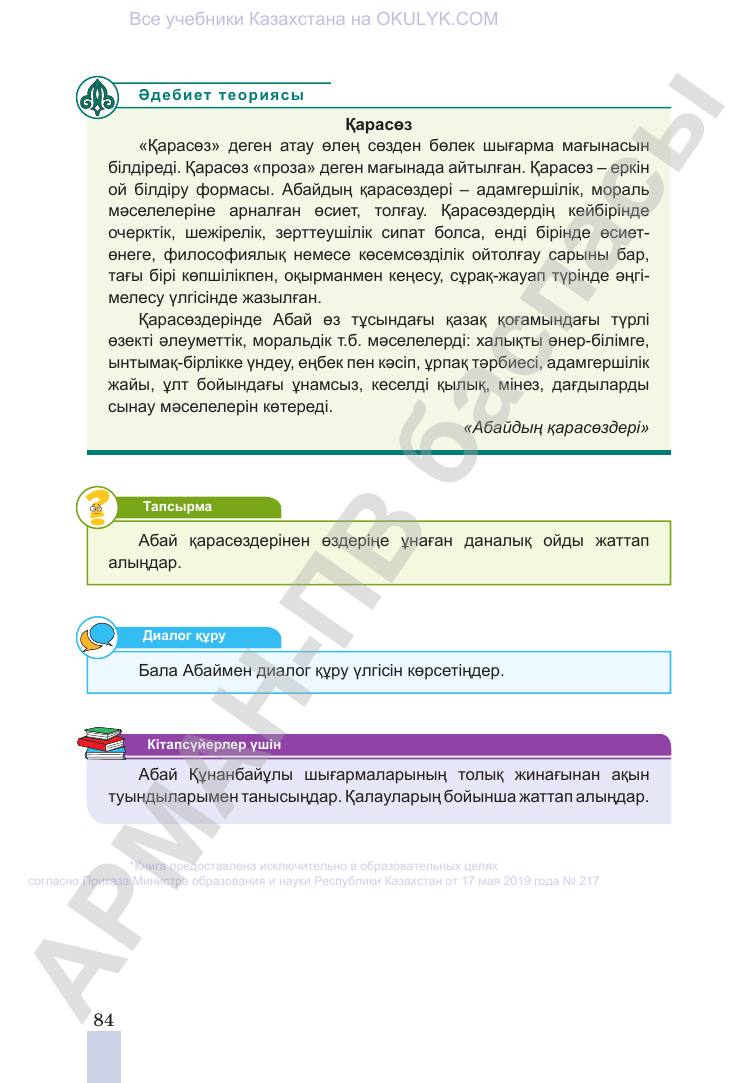 Все учебники Казахстана на OKULYK.COM
Әдебиет теориясы
Қарасөз
«Қарасөз» деген атау өлең сөзден бөлек шығарма мағынасын
білдіреді. Қарасөз «проза» деген мағынада айтылған. Қарасөз – еркін
ой білдіру формасы. Абайдың қарасөздері – адамгершілік, мораль
мәселелеріне арналған өсиет, толғау. Қарасөздердің кейбірінде
очерктік, шежірелік, зерттеушілік сипат болса, енді бірінде өсиет-
өнеге, философиялық немесе көсемсөзділік ойтолғау сарыны бар,
тағы бірі көпшілікпен, оқырманмен кеңесу, сұрақ-жауап түрінде әңгі-
мелесу үлгісінде жазылған.
Қарасөздерінде Абай өз тұсындағы қазақ қоғамындағы түрлі
өзекті әлеуметтік, моральдік т.б. мәселелерді: халықты өнер-білімге,
ынтымақ-бірлікке үндеу, еңбек пен кәсіп, ұрпақ тәрбиесі, адамгершілік
жайы, ұлт бойындағы ұнамсыз, кеселді қылық, мінез, дағдыларды
сынау мәселелерін көтереді.
«Абайдың қарасөздері»
Тапсырма
Абай қарасөздерінен өздеріңе ұнаған даналық ойды жаттап
алыңдар.
Диалог құру
Бала Абаймен диалог құру үлгісін көрсетіңдер.
Кітапсүйерлер үшін
Абай Құнанбайұлы шығармаларының толық жинағынан ақын
туындыларымен танысыңдар. Қалауларың бойынша жаттап алыңдар.
*Книга предоставлена исключительно в образовательных целях
согласно Приказа Министра образования и науки Республики Казахстан от 17 мая 2019 года № 217
84
АРМАН-ПВ баспасы